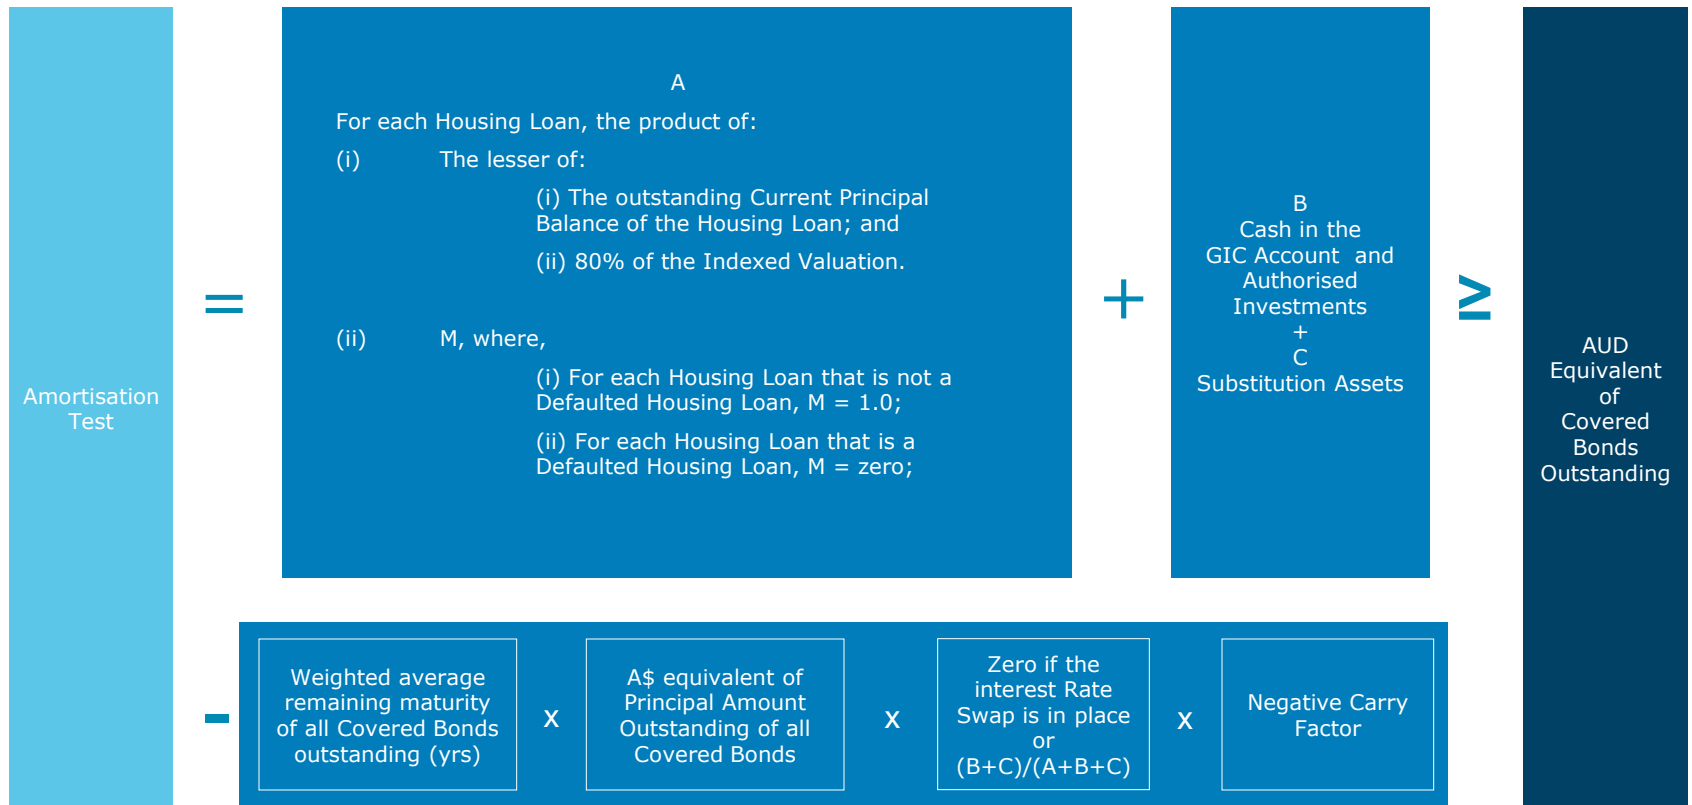 Amortisation
Test
=
A
For each Housing Loan, the product of:
(i) The lesser of:
(i) The outstanding Current Principal
Balance of the Housing Loan; and
(ii) 80% of the Indexed Valuation.
(ii) M, where,
(i) For each Housing Loan that is not a
Defaulted Housing Loan, M = 1.0;
(ii) For each Housing Loan that is a
Defaulted Housing Loan, M = zero;
+
B
Cash in the
GIC Account and
Authorised
Investments
+
C
Substitution Assets
≥
AUD
Equivalent
of
Covered
Bonds
Outstanding
-
Weighted average
remaining maturity
of all Covered Bonds
outstanding (yrs)
x
A$ equivalent of
Principal Amount
Outstanding of all
Covered Bonds
x
Zero if the
interest Rate
Swap is in place
or
(B+C)/(A+B+C)
x
Negative Carry
Factor